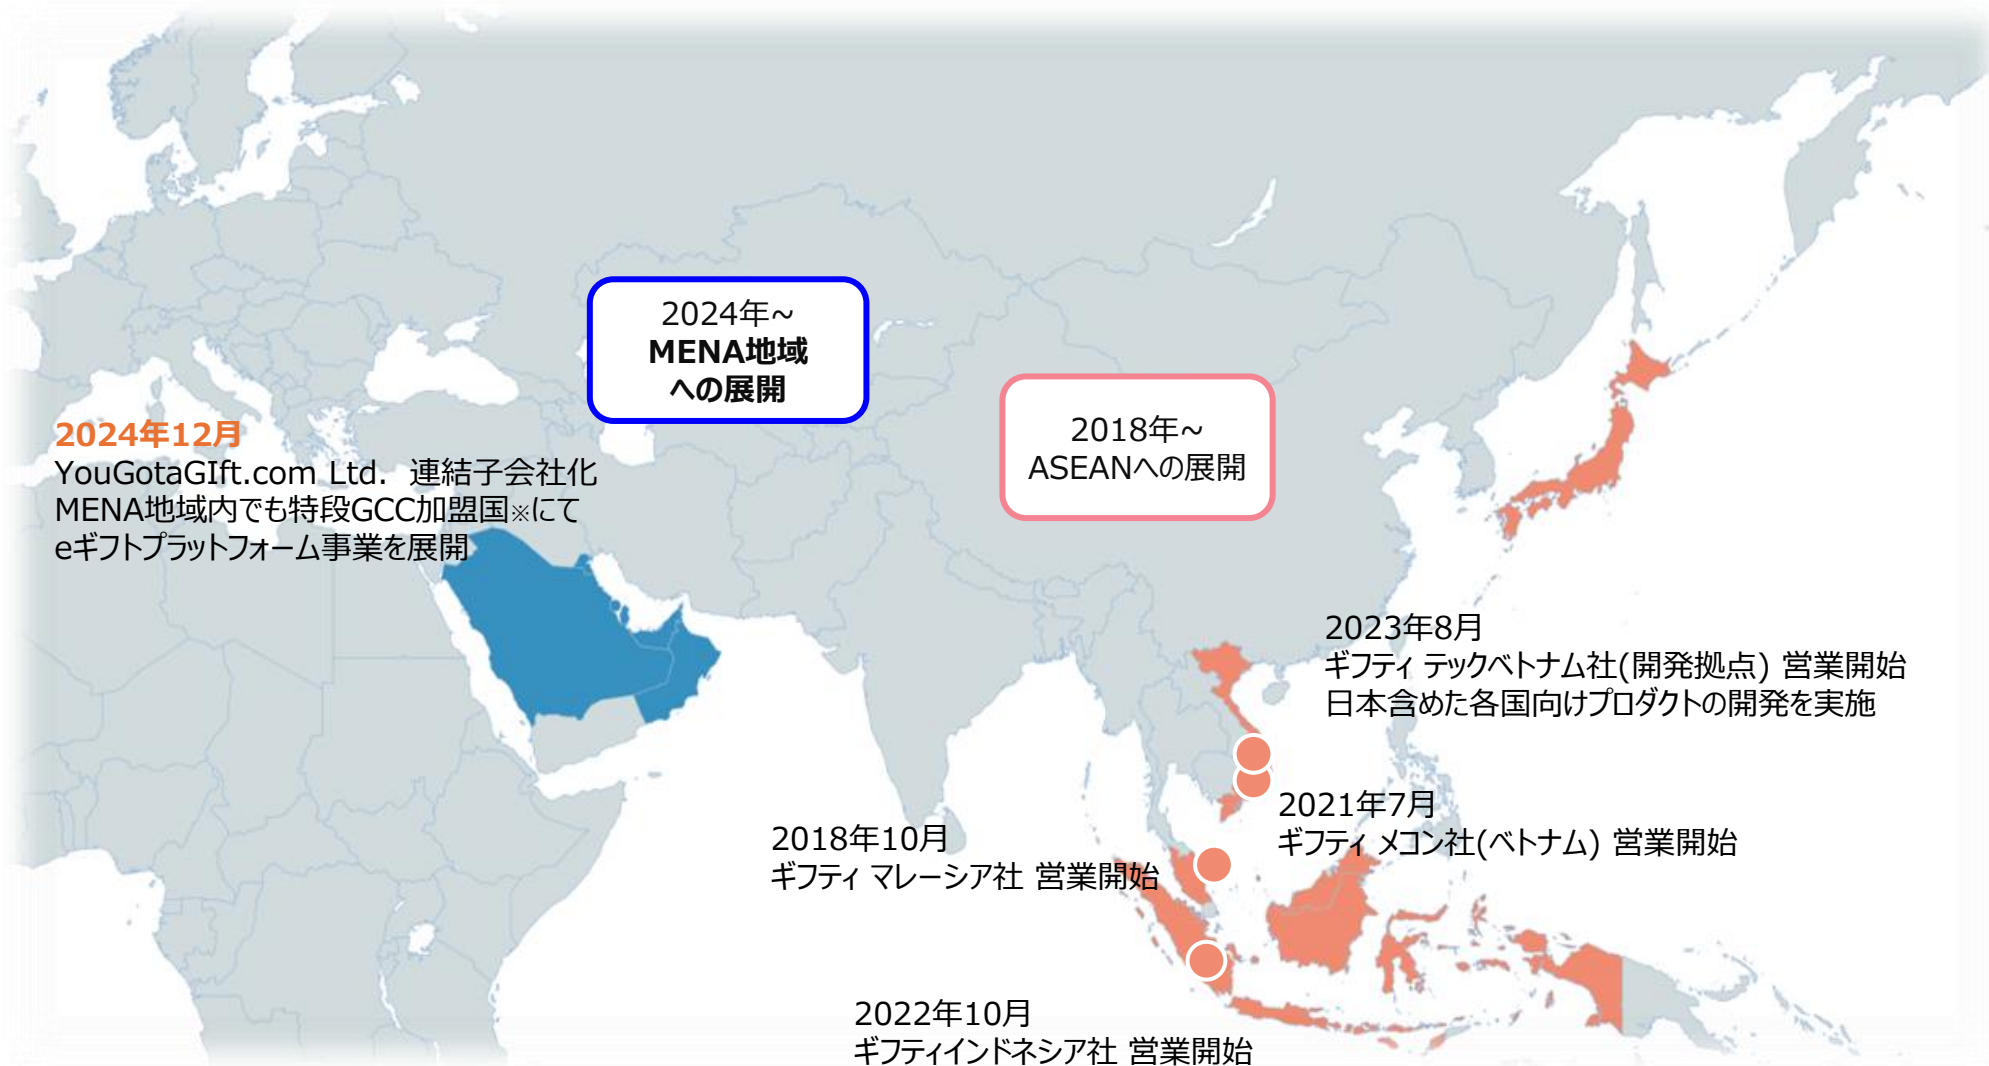 2024年~
MENA地域
への展開
2018年~
ASEANへの展開
2024年12月
YouGotaGIft.com Ltd. 連結子会社化
MENA地域内でも特段GCC加盟国※にて
eギフトプラットフォーム事業を展開
2023年8月
ギフティ テックベトナム社(開発拠点) 営業開始
日本含めた各国向けプロダクトの開発を実施
2021年7月
ギフティ メコン社(ベトナム) 営業開始
2018年10月
ギフティ マレーシア社 営業開始
2022年10月
ギフティインドネシア社 営業開始